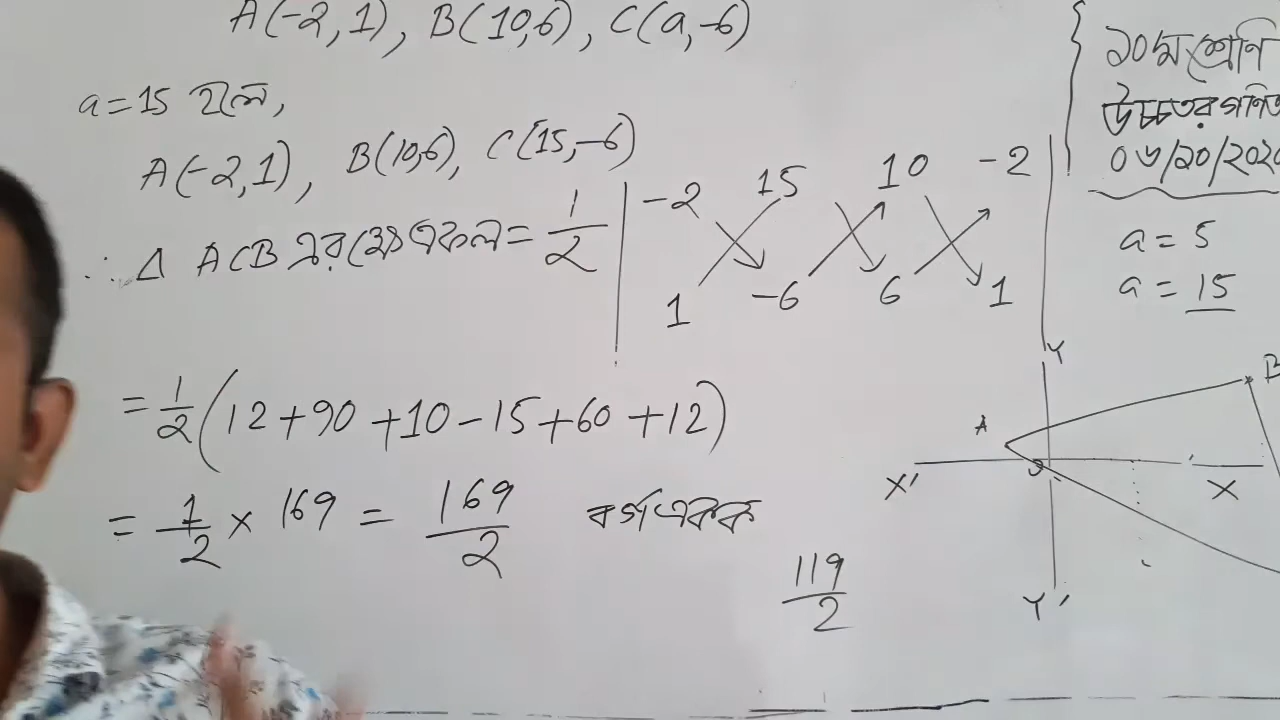 A(-2,1), B(10,6), C(a,-6)
a=15 হলে,
A(-2,1), B(10,6), C(15,-6)
∴ Δ ACB এর ক্ষেত্রফল = 1/2 | -2 15 10 -2 |
1 -6 6 1
= 1/2 (12+90+10-15+60+12)
= 1/2 × 169 = 169/2 বর্গ একক
119/2
১০ম শ্রেণি
উচ্চতর গণিত
a = 5
a = 15
Y
B
A
X'
O
X
Y'